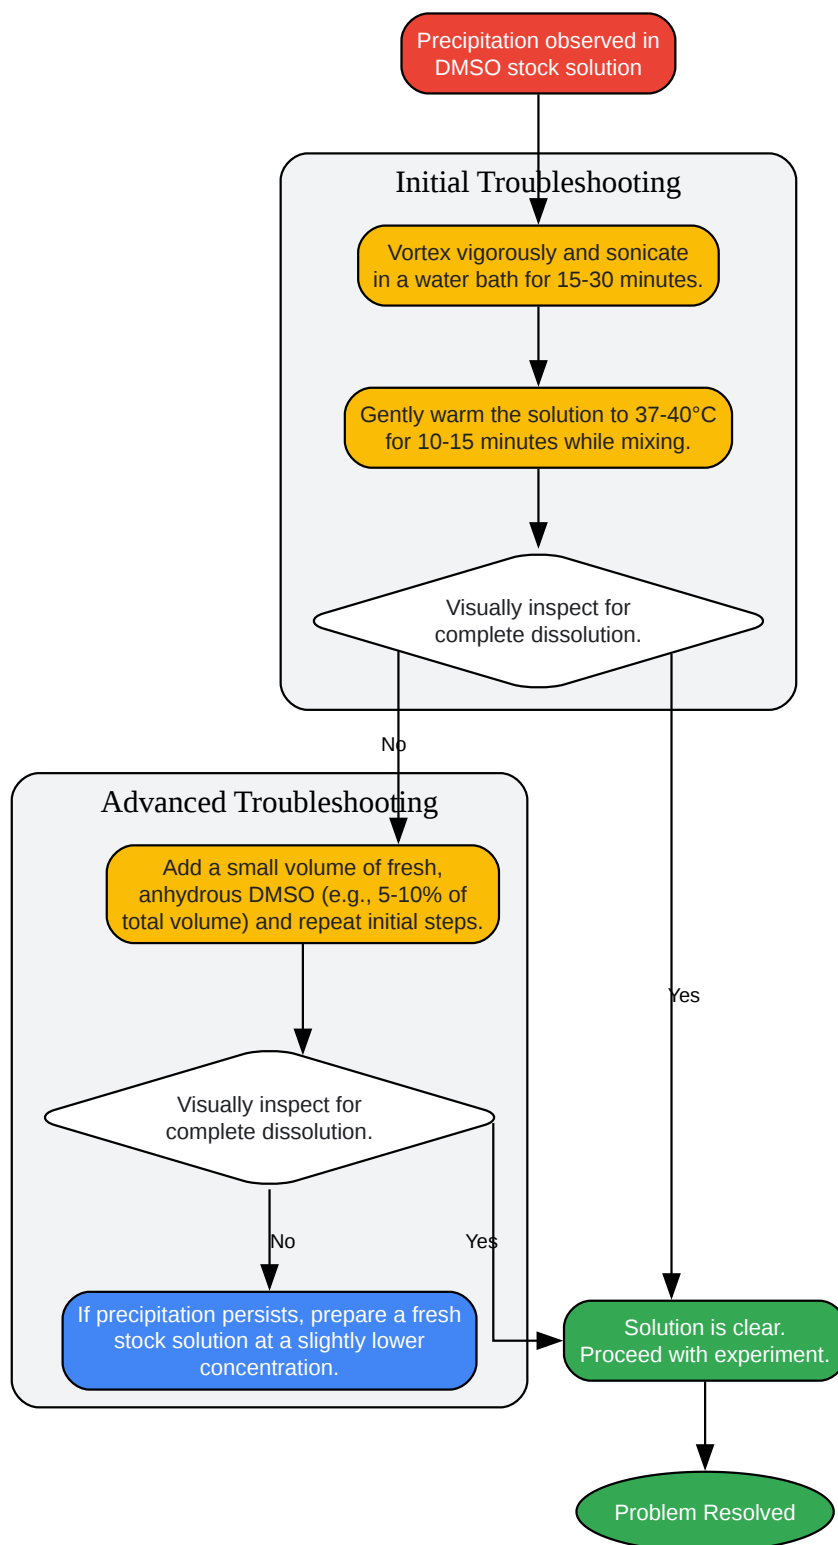 Precipitation observed in
DMSO stock solution
Initial Troubleshooting
Vortex vigorously and sonicate
in a water bath for 15-30 minutes.
Gently warm the solution to 37-40°C
for 10-15 minutes while mixing.
Visually inspect for
complete dissolution.
No
Yes
Advanced Troubleshooting
Add a small volume of fresh,
anhydrous DMSO (e.g., 5-10% of
total volume) and repeat initial steps.
Visually inspect for
complete dissolution.
No
Yes
If precipitation persists, prepare a fresh
stock solution at a slightly lower
concentration.
Solution is clear.
Proceed with experiment.
Problem Resolved